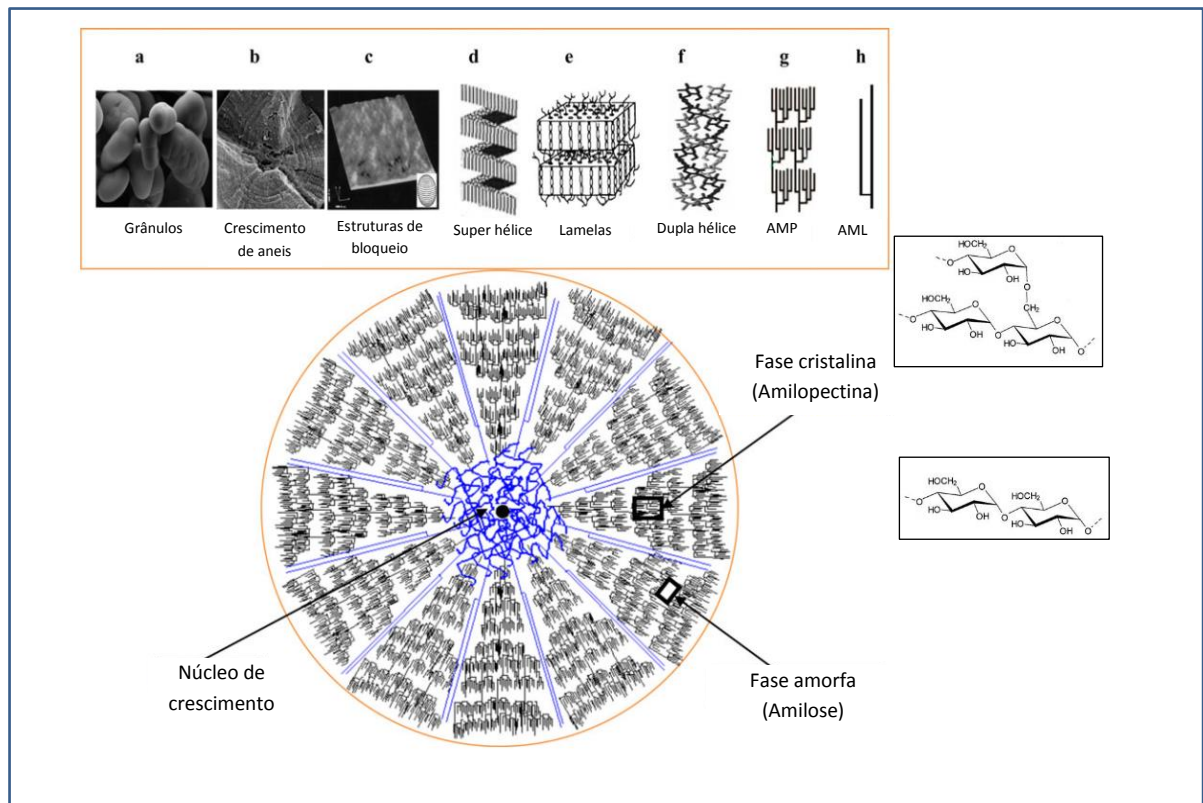 a b c d e f g h
Grânulos
Crescimento
de aneis
Estruturas de
bloqueio
Super hélice
Lamelas
Dupla hélice
AMP
AML
HOCH₂
O
O
HO
OH
O
CH₂
HOCH₂
O
O
O
HO
OH
O
HO
OH
O
Fase cristalina
(Amilopectina)
HOCH₂
O
HOCH₂
O
O
HO
OH
O
HO
OH
O
Núcleo de
crescimento
Fase amorfa
(Amilose)